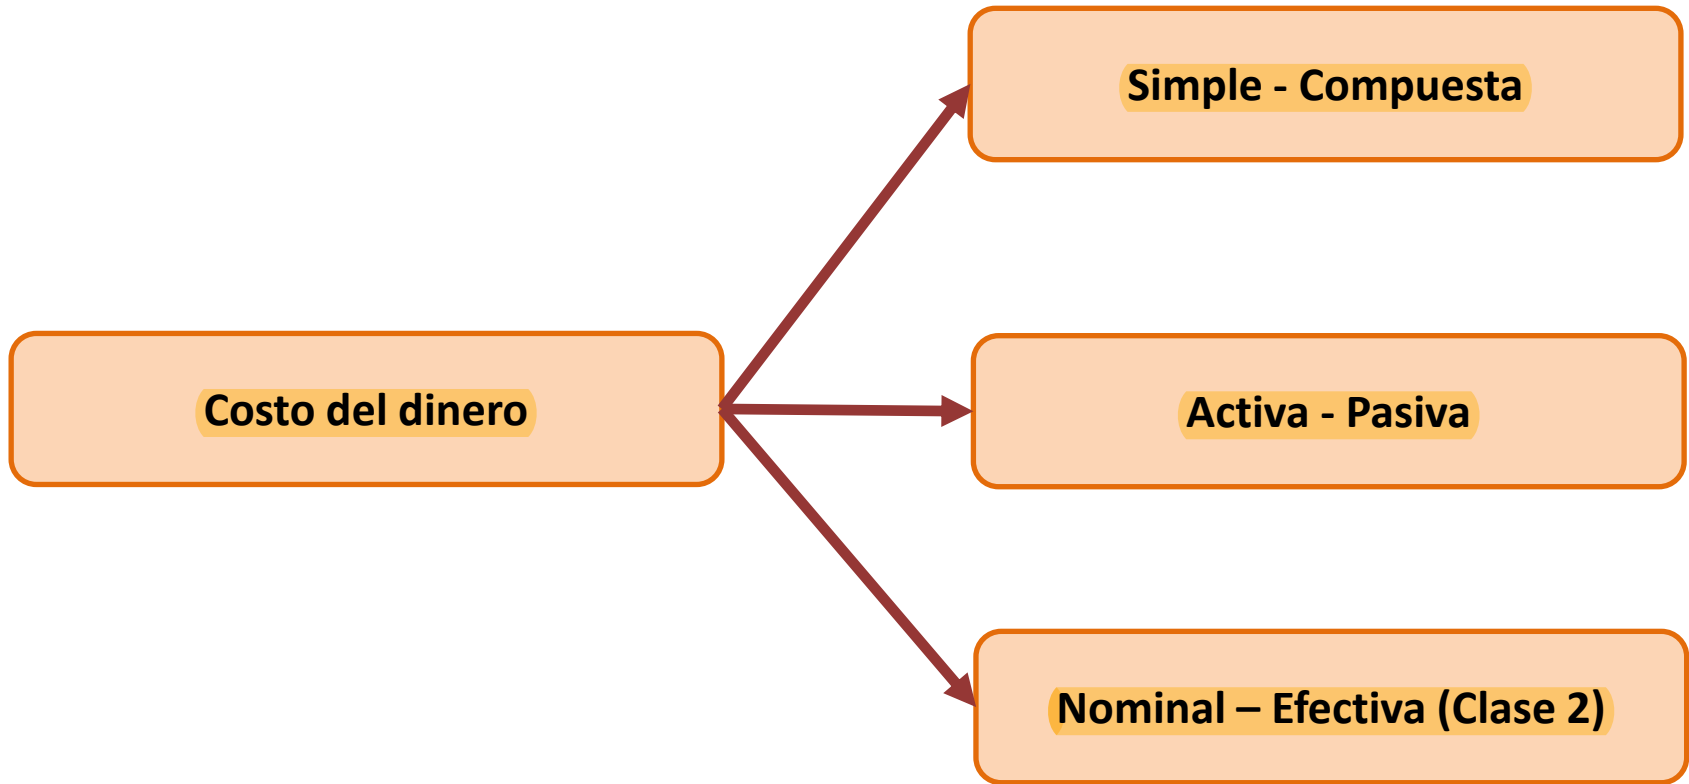 Simple - Compuesta
Costo del dinero
Activa - Pasiva
Nominal – Efectiva (Clase 2)